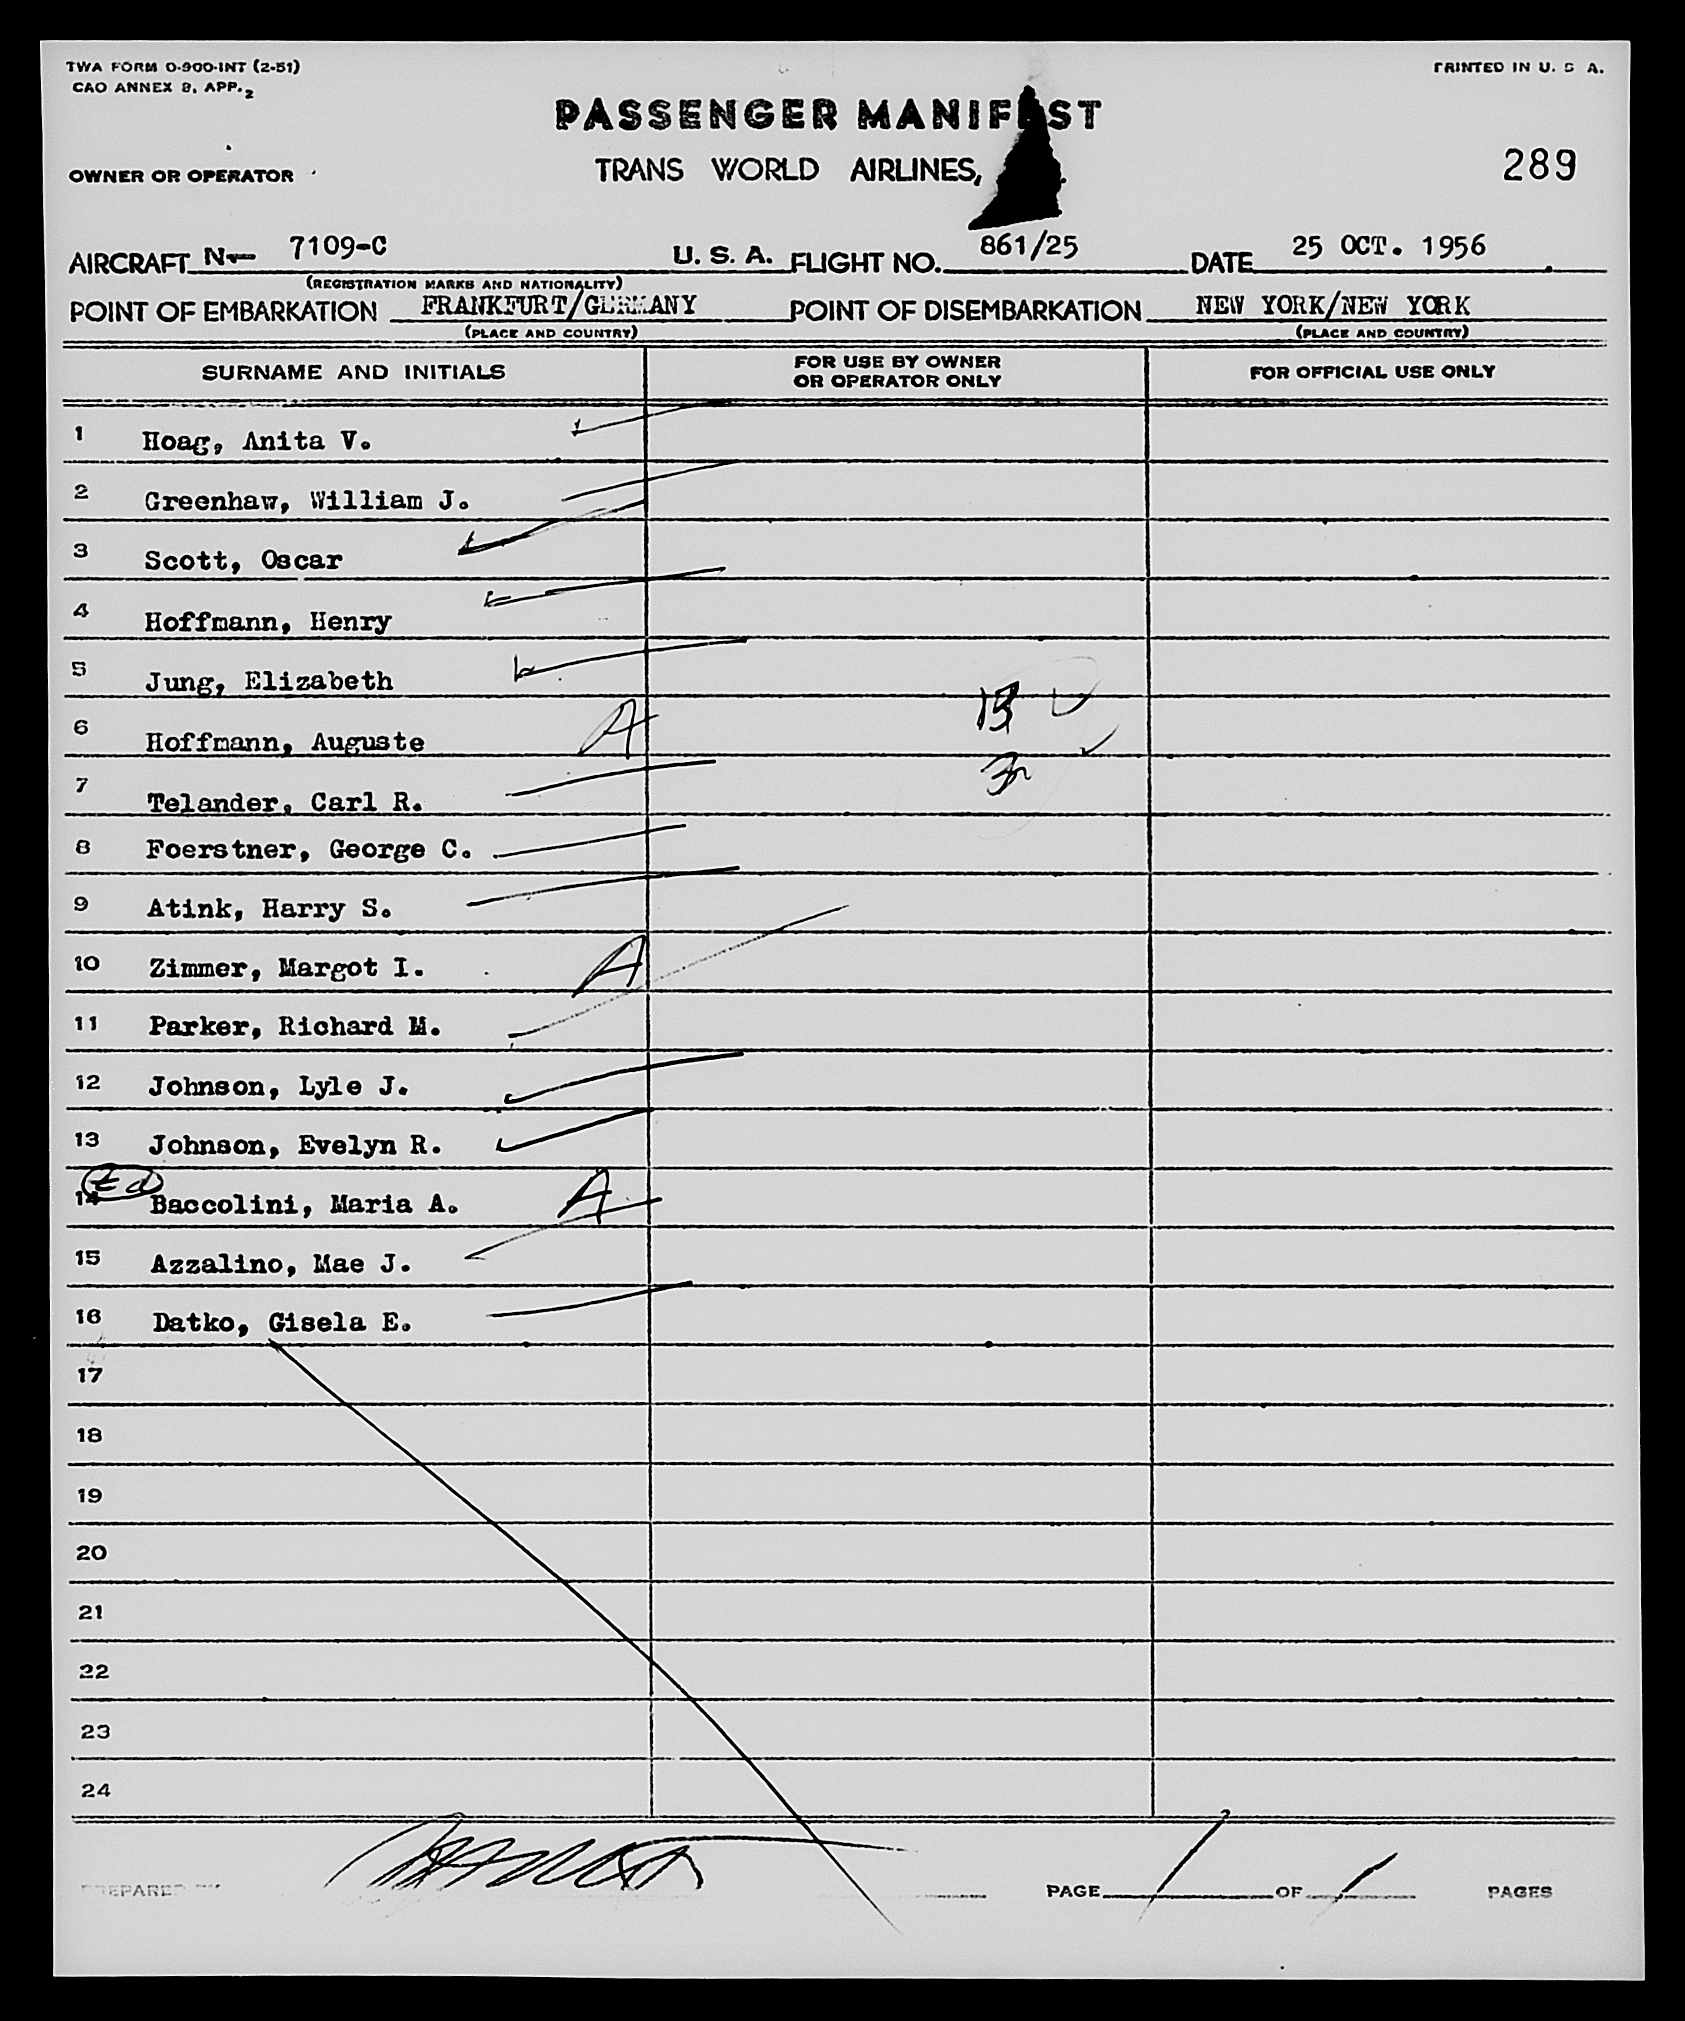 TWA FORM O-900-INT (2-51)
CAO ANNEX 9, APP.2
PRINTED IN U. S. A.
PASSENGER MANIFEST
OWNER OR OPERATOR
TRANS WORLD AIRLINES,
289
AIRCRAFT N- 7109-C U. S. A. FLIGHT NO. 861/25 DATE 25 OCT. 1956
(REGISTRATION MARKS AND NATIONALITY)
POINT OF EMBARKATION FRANKFURT/GERMANY POINT OF DISEMBARKATION NEW YORK/NEW YORK
(PLACE AND COUNTRY) (PLACE AND COUNTRY)
SURNAME AND INITIALS
FOR USE BY OWNER
OR OPERATOR ONLY
FOR OFFICIAL USE ONLY
1 Hoag, Anita V.
2 Greenhaw, William J.
3 Scott, Oscar
4 Hoffmann, Henry
5 Jung, Elizabeth
6 Hoffmann, Auguste A 13
7 Telander, Carl R. 3
8 Foerstner, George C.
9 Atink, Harry S.
10 Zimmer, Margot I. A
11 Parker, Richard M.
12 Johnson, Lyle J.
13 Johnson, Evelyn R.
14 Baccolini, Maria A. A
15 Azzalino, Mae J.
16 Datko, Gisela E.
17
18
19
20
21
22
23
24
PREPARED BY
PAGE 1 OF 1 PAGES